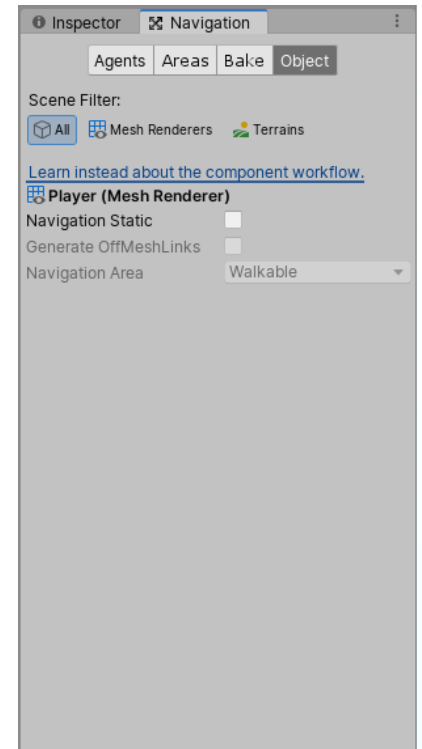 Inspector Navigation
Agents Areas Bake Object
Scene Filter:
All Mesh Renderers Terrains
Learn instead about the component workflow.
Player (Mesh Renderer)
Navigation Static
Generate OffMeshLinks
Navigation Area Walkable